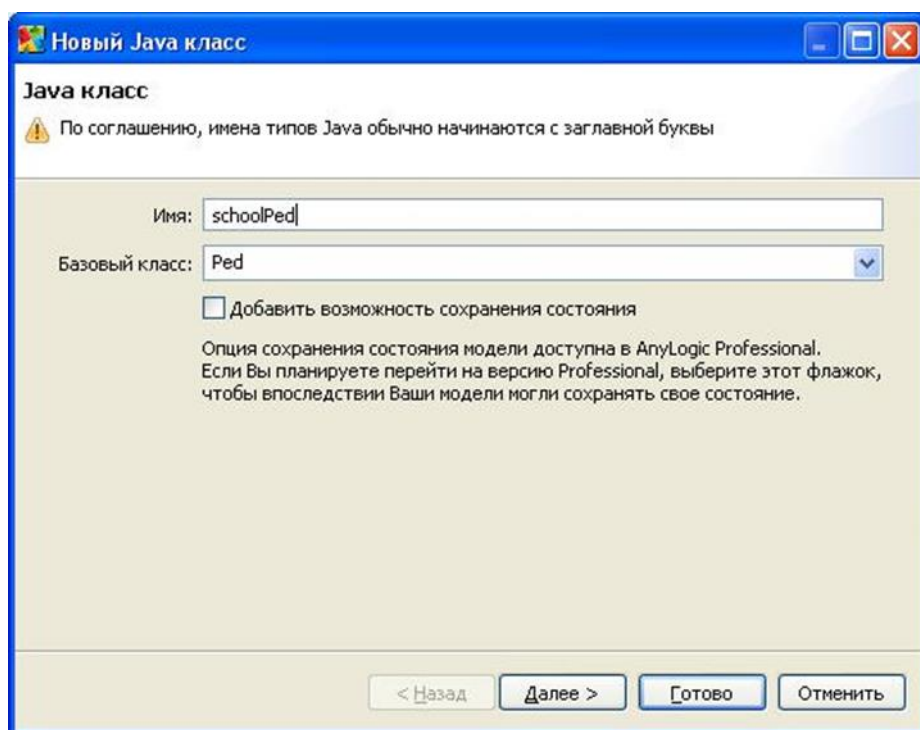 Новый Java класс
Java класс
По соглашению, имена типов Java обычно начинаются с заглавной буквы
Имя: schoolPed
Базовый класс: Ped
Добавить возможность сохранения состояния
Опция сохранения состояния модели доступна в AnyLogic Professional.
Если Вы планируете перейти на версию Professional, выберите этот флажок,
чтобы впоследствии Ваши модели могли сохранять свое состояние.
< Назад Далее > Готово Отменить